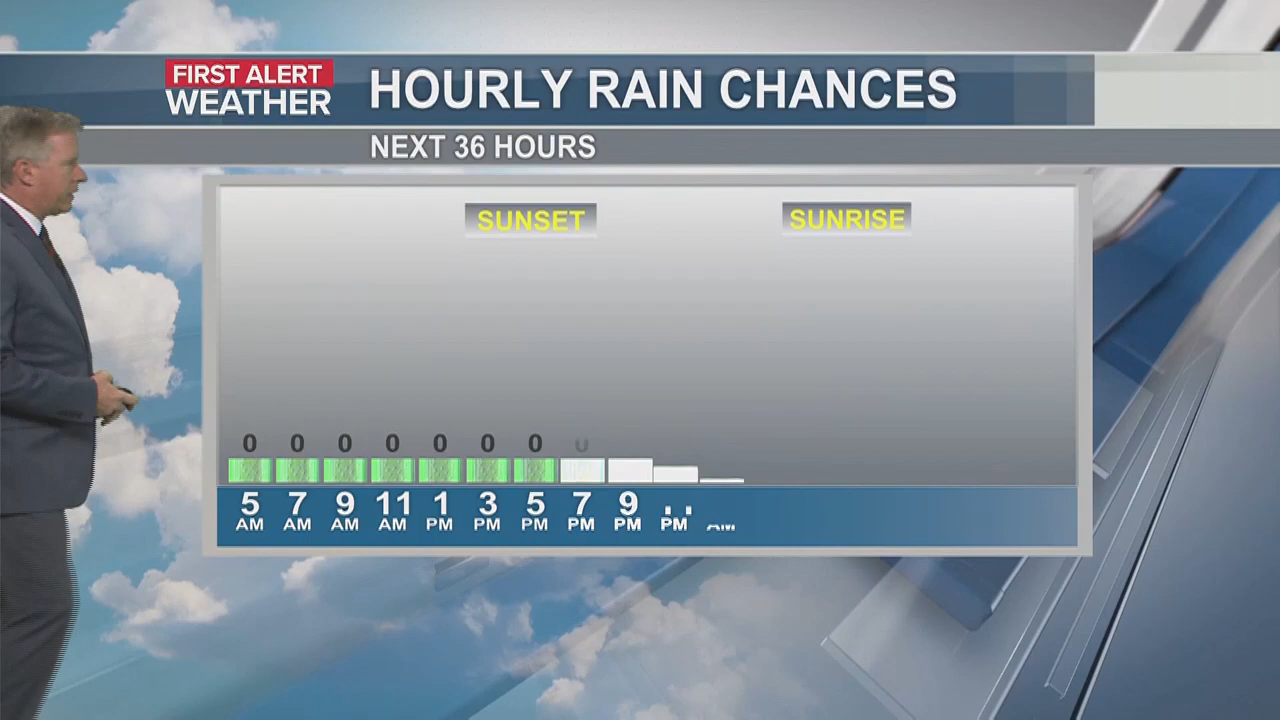 FIRST ALERT
WEATHER
HOURLY RAIN CHANCES
NEXT 36 HOURS
SUNSET
SUNRISE
0 0 0 0 0 0 0
5 7 9 11 1 3 5 7 9
AM AM AM AM PM PM PM PM PM PM